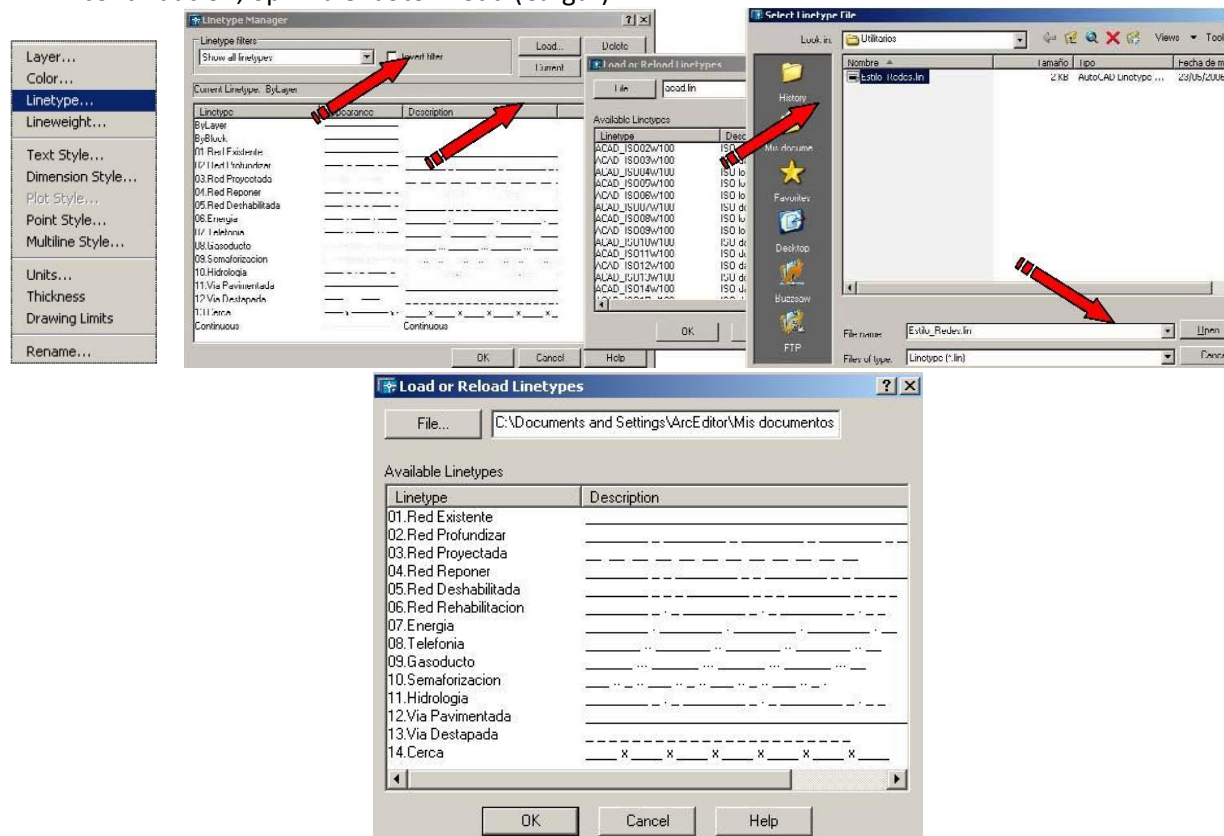 Layer...
Color...
Linetype...
Lineweight...
Text Style...
Dimension Style...
Plot Style...
Point Style...
Multiline Style...
Units...
Thickness
Drawing Limits
Rename...
Linetype Manager
Linetype filters
Show all linetypes
Invert filter
Load...
Delete
Current
Current Linetype: ByLayer
Linetype Appearance Description
ByLayer
ByBlock
01.Red Existente
02.Red Profundizar
03.Red Proyectada
04.Red Reponer
05.Red Deshabilitada
06.Energia
07.Telefonia
08.Gasoducto
09.Semaforizacion
10.Hidrologia
11.Via Pavimentada
12.Via Destapada
13.Cerca
Continuous Continuous
OK Cancel Help
Load or Reload Linetypes
File acad.lin
Available Linetypes
Linetype
ACAD_ISO02W100
ACAD_ISO03W100
ACAD_ISO04W100
ACAD_ISO05W100
ACAD_ISO06W100
ACAD_ISO07W100
ACAD_ISO08W100
ACAD_ISO09W100
ACAD_ISO10W100
ACAD_ISO11W100
ACAD_ISO12W100
ACAD_ISO13W100
ACAD_ISO14W100
OK
Select Linetype File
Look in: Utilitarios
Views
Nombre Tamaño Tipo
Estilo_Redes.lin 2 KB AutoCAD Linetype ...
History
Favorites
Desktop
Buzzsaw
FTP
File name: Estilo_Redes.lin Open
Files of type: Linetype (*.lin)
Load or Reload Linetypes
File... C:\Documents and Settings\ArcEditor\Mis documentos
Available Linetypes
Linetype Description
01.Red Existente
02.Red Profundizar
03.Red Proyectada
04.Red Reponer
05.Red Deshabilitada
06.Red Rehabilitacion
07.Energia
08.Telefonia
09.Gasoducto
10.Semaforizacion
11.Hidrologia
12.Via Pavimentada
13.Via Destapada
14.Cerca
OK Cancel Help